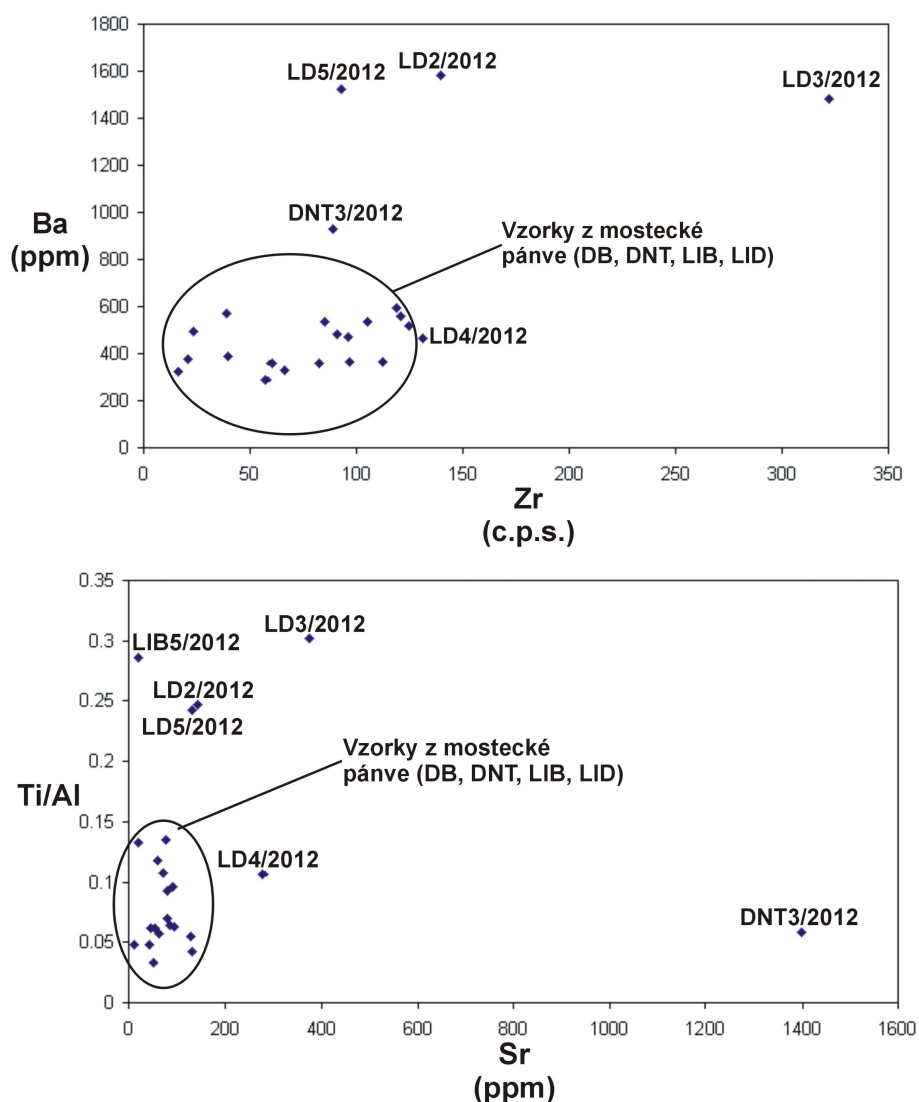 1800
1600
1400
1200
1000
800
600
400
200
0
Ba
(ppm)
LD5/2012
LD2/2012
LD3/2012
DNT3/2012
Vzorky z mostecké
pánve (DB, DNT, LIB, LID)
LD4/2012
0 50 100 150 200 250 300 350
Zr
(c.p.s.)
0.35
0.3
0.25
0.2
0.15
0.1
0.05
0
Ti/Al
LIB5/2012
LD3/2012
LD2/2012
LD5/2012
Vzorky z mostecké
pánve (DB, DNT, LIB, LID)
LD4/2012
DNT3/2012
0 200 400 600 800 1000 1200 1400 1600
Sr
(ppm)